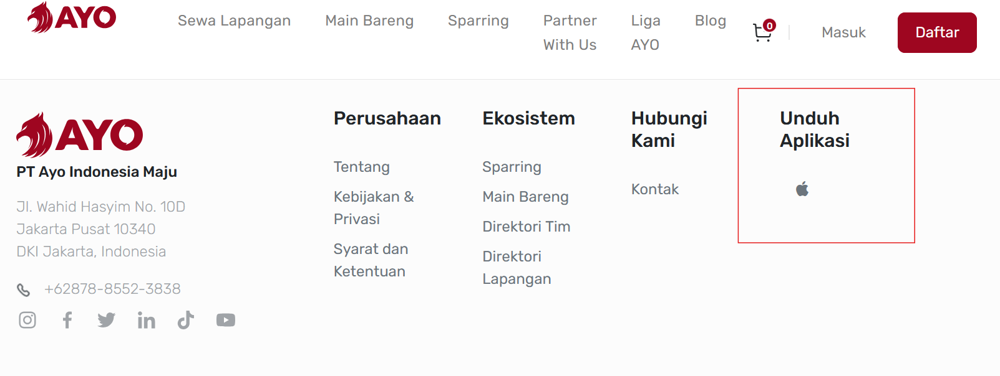 AYO
Sewa Lapangan
Main Bareng
Sparring
Partner
With Us
Liga
AYO
Blog
0
Masuk
Daftar
AYO
PT Ayo Indonesia Maju
Jl. Wahid Hasyim No. 10D
Jakarta Pusat 10340
DKI Jakarta, Indonesia
+62878-8552-3838
Perusahaan
Tentang
Kebijakan &
Privasi
Syarat dan
Ketentuan
Ekosistem
Sparring
Main Bareng
Direktori Tim
Direktori
Lapangan
Hubungi
Kami
Kontak
Unduh
Aplikasi